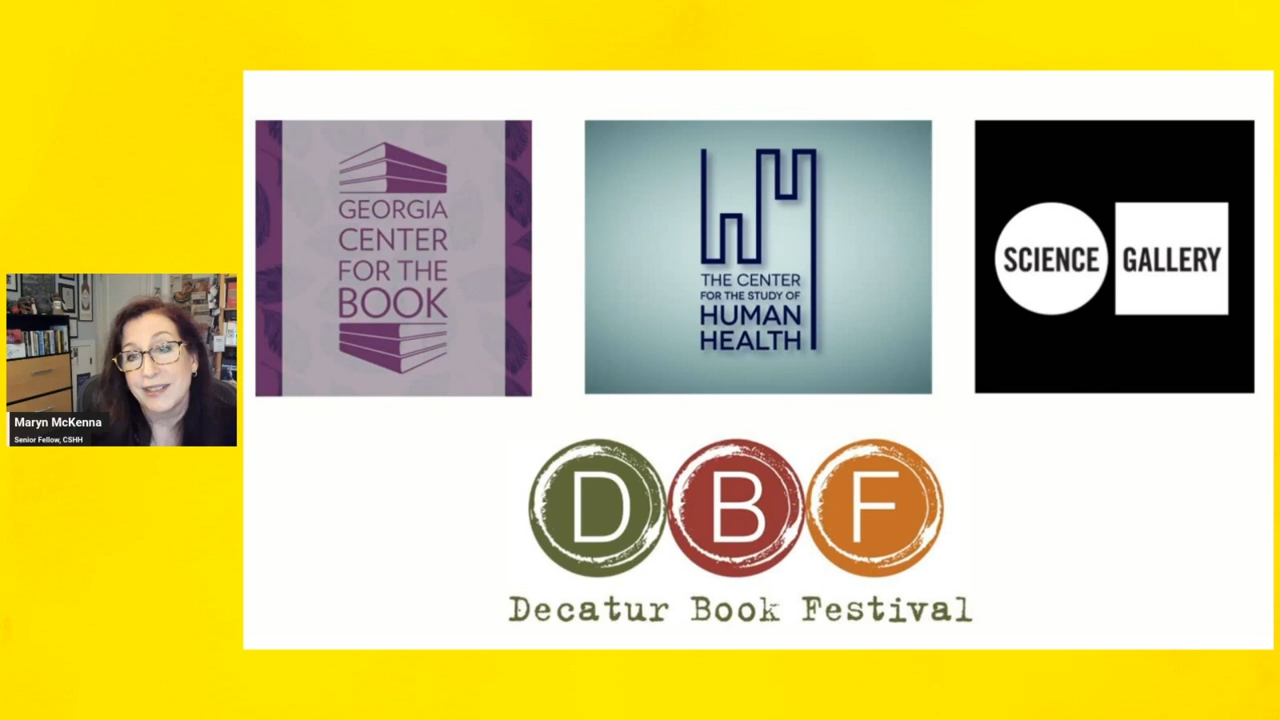 GEORGIA
CENTER
FOR THE
BOOK
WM
THE CENTER
FOR THE STUDY OF
HUMAN
HEALTH
SCIENCE GALLERY
Maryn McKenna
Senior Fellow, CSHH
D B F
Decatur Book Festival